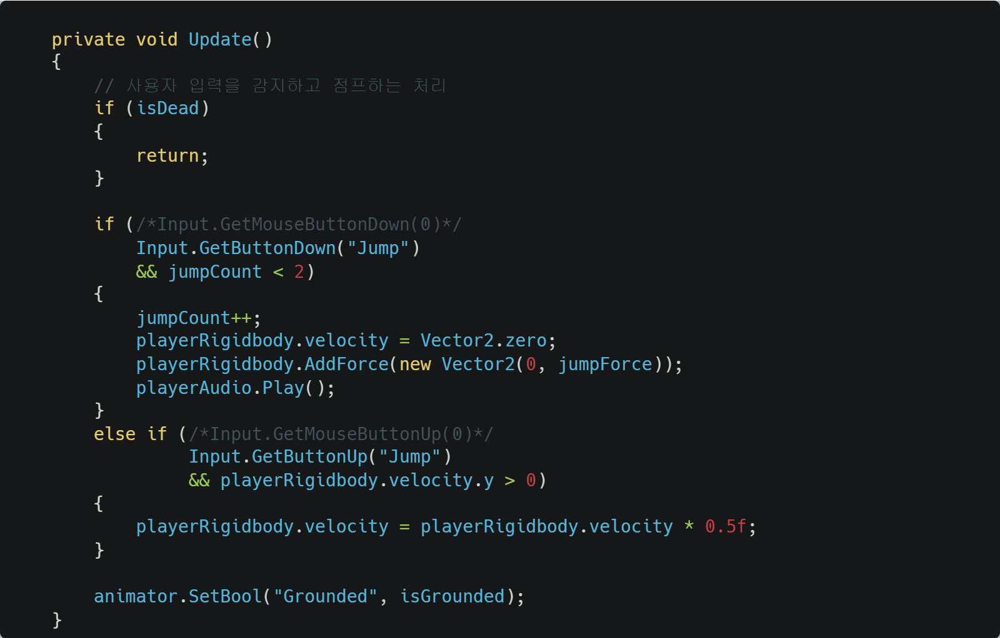 private void Update()
{
    // 사용자 입력을 감지하고 점프하는 처리
    if (isDead)
    {
        return;
    }

    if (/*Input.GetMouseButtonDown(0)*/
        Input.GetButtonDown("Jump")
        && jumpCount < 2)
    {
        jumpCount++;
        playerRigidbody.velocity = Vector2.zero;
        playerRigidbody.AddForce(new Vector2(0, jumpForce));
        playerAudio.Play();
    }
    else if (/*Input.GetMouseButtonUp(0)*/
             Input.GetButtonUp("Jump")
             && playerRigidbody.velocity.y > 0)
    {
        playerRigidbody.velocity = playerRigidbody.velocity * 0.5f;
    }

    animator.SetBool("Grounded", isGrounded);
}